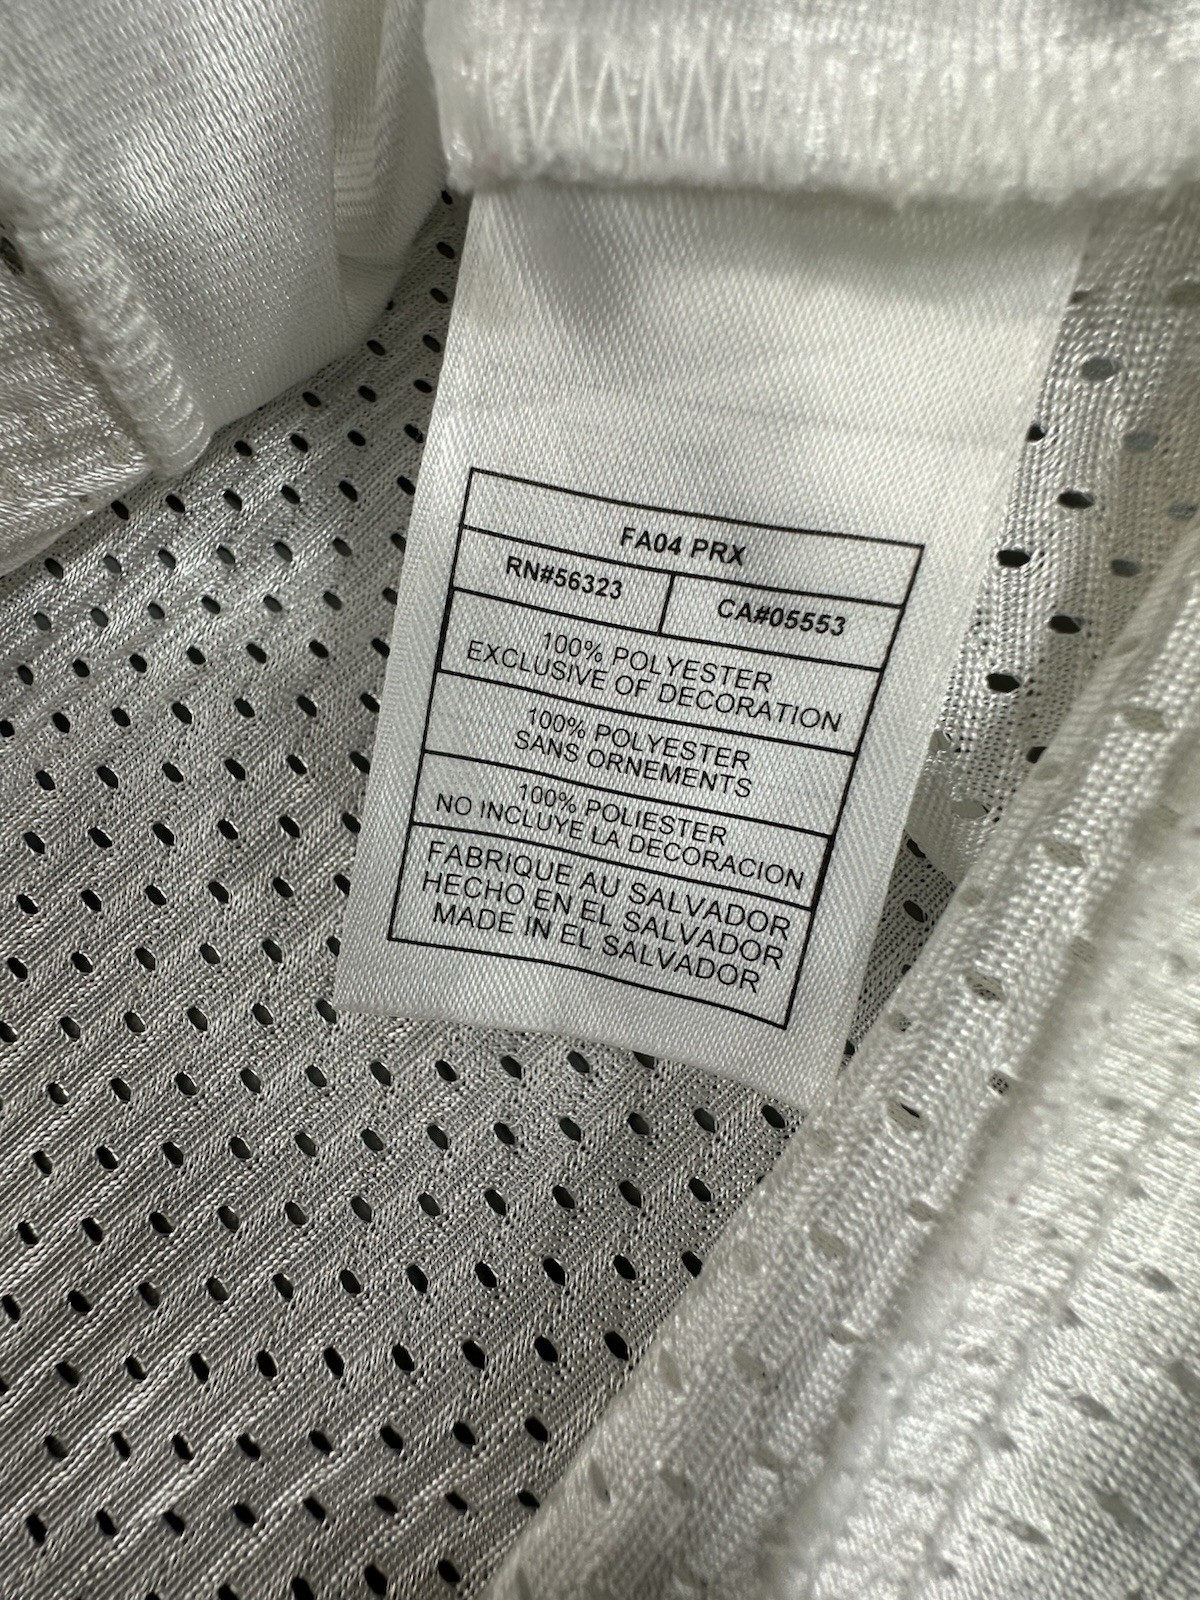 FA04 PRX
RN#56323 CA#05553
100% POLYESTER
EXCLUSIVE OF DECORATION
100% POLYESTER
SANS ORNEMENTS
100% POLIESTER
NO INCLUYE LA DECORACION
FABRIQUE AU SALVADOR
HECHO EN EL SALVADOR
MADE IN EL SALVADOR